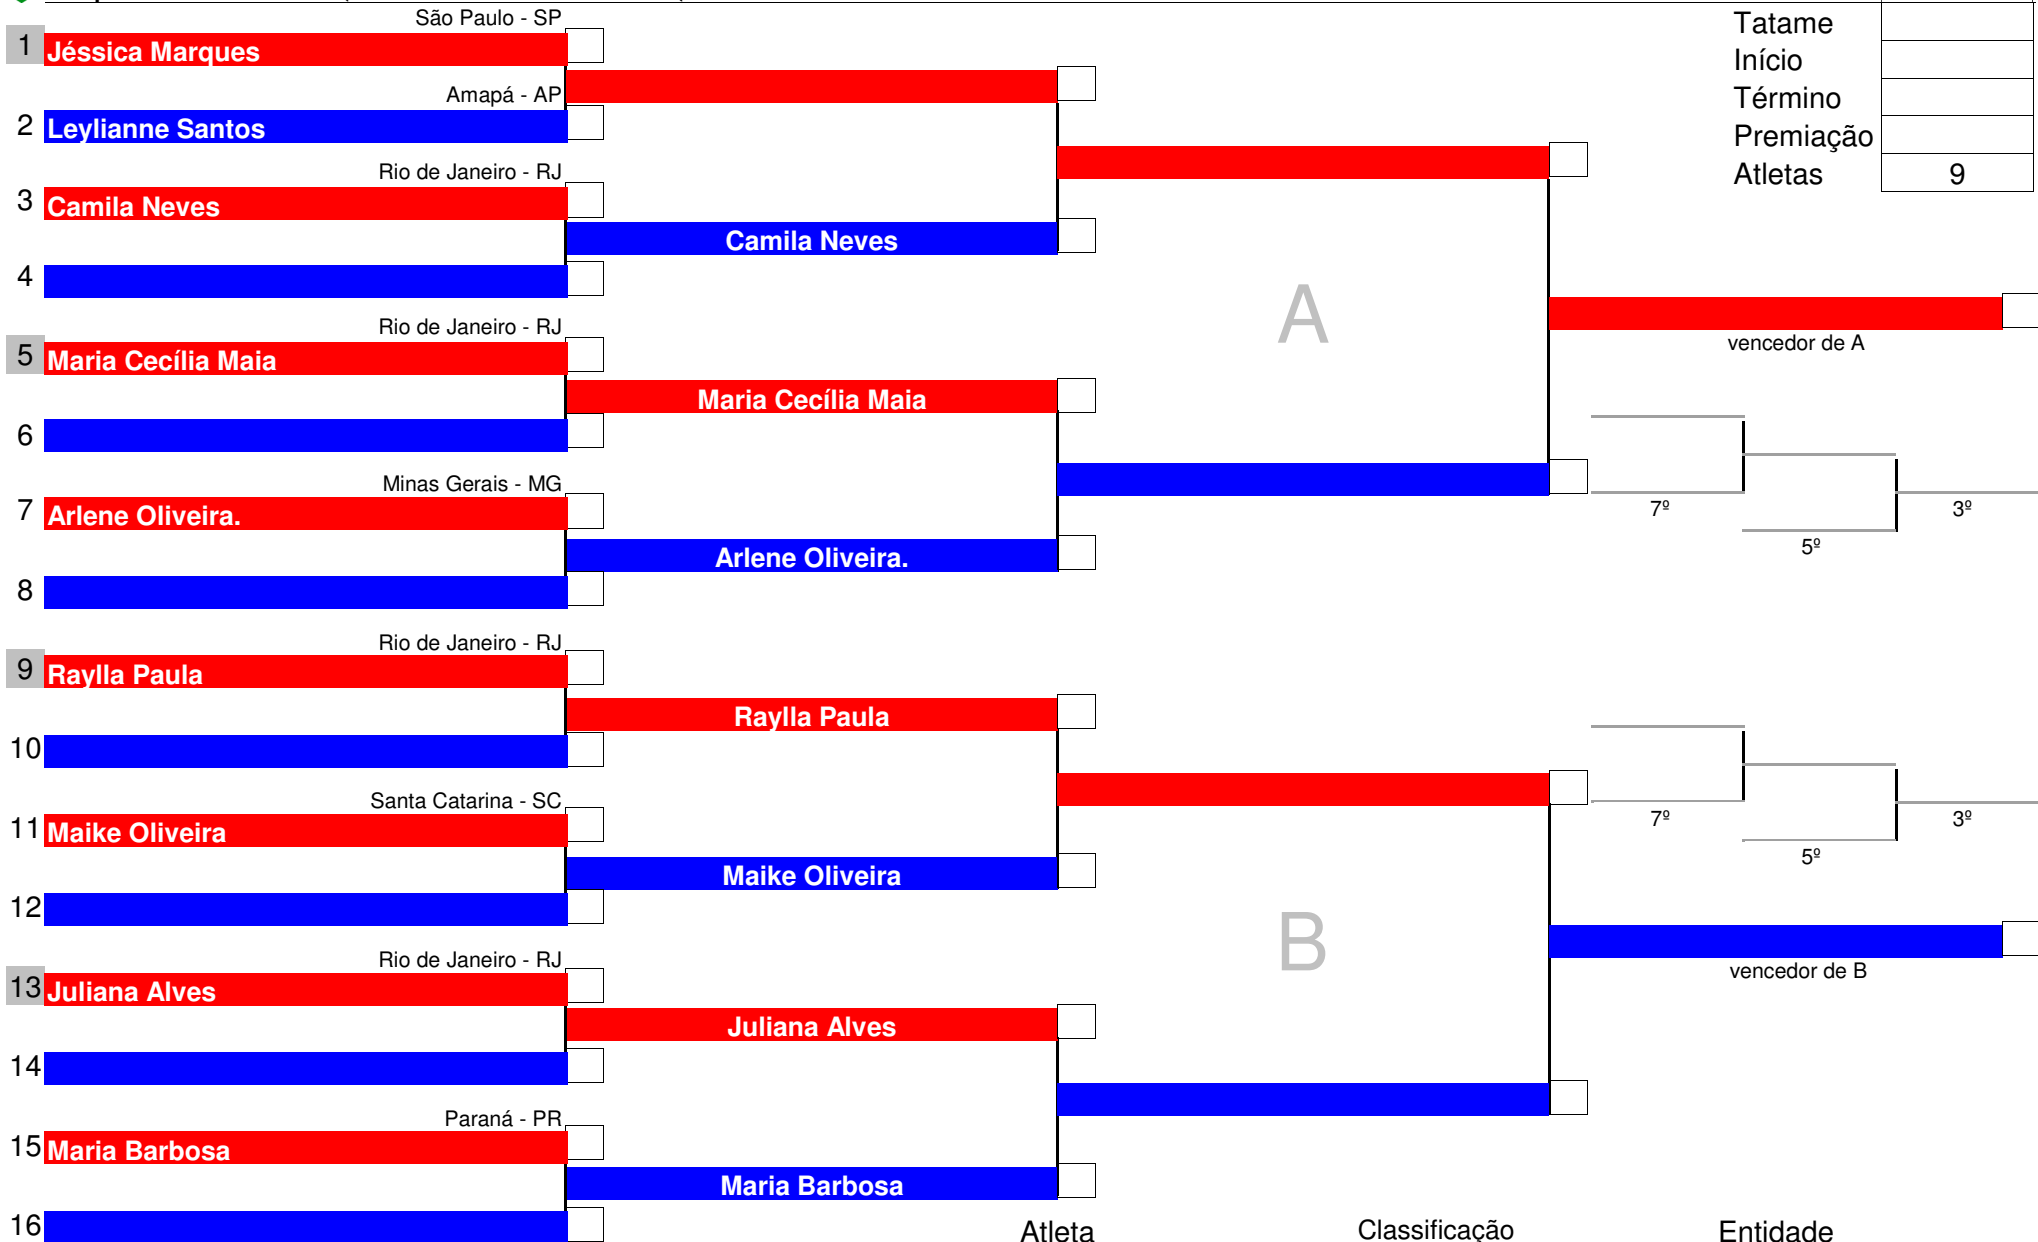 São Paulo - SP
1 Jéssica Marques
Amapá - AP
2 Leylianne Santos
Rio de Janeiro - RJ
3 Camila Neves
Camila Neves
4
Rio de Janeiro - RJ
5 Maria Cecília Maia
Maria Cecília Maia
6
Minas Gerais - MG
7 Arlene Oliveira.
Arlene Oliveira.
8
Rio de Janeiro - RJ
9 Raylla Paula
Raylla Paula
10
Santa Catarina - SC
11 Maike Oliveira
Maike Oliveira
12
Rio de Janeiro - RJ
13 Juliana Alves
Juliana Alves
14
Paraná - PR
15 Maria Barbosa
Maria Barbosa
16
A
B
Tatame
Início
Término
Premiação
Atletas 9
vencedor de A
7º
5º
3º
7º
5º
3º
vencedor de B
Atleta Classificação Entidade